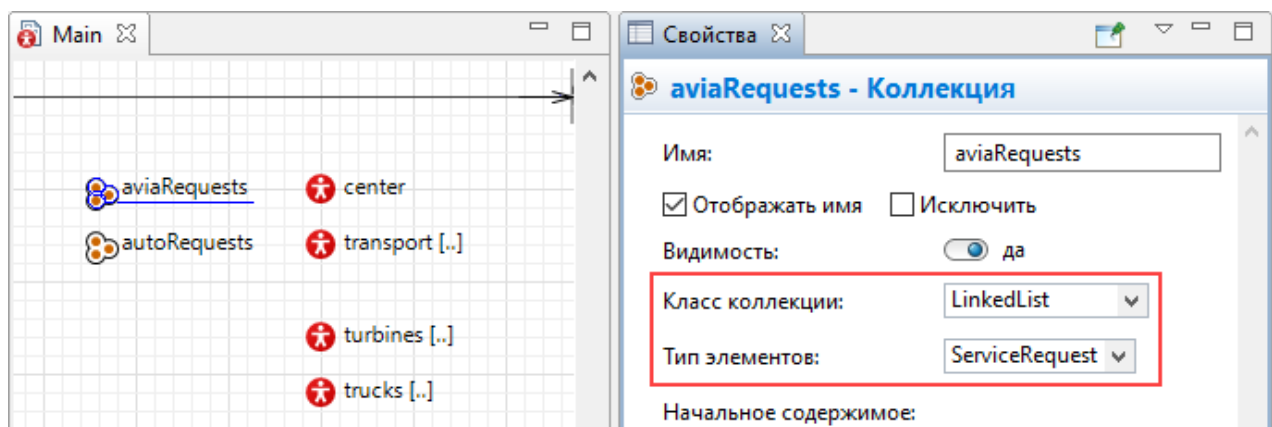 Main
aviaRequests
center
autoRequests
transport [..]
turbines [..]
trucks [..]
Свойства
aviaRequests - Коллекция
Имя: aviaRequests
Отображать имя Исключить
Видимость: да
Класс коллекции: LinkedList
Тип элементов: ServiceRequest
Начальное содержимое: